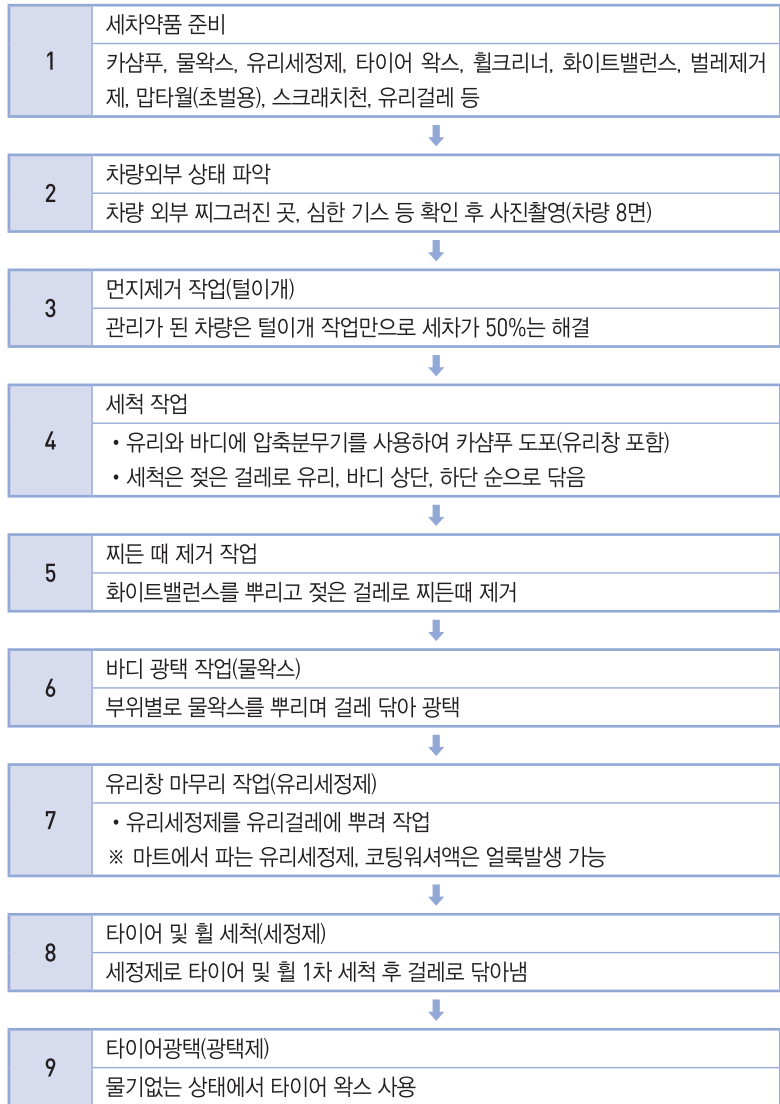 1
세차약품 준비
카샴푸, 물왁스, 유리세정제, 타이어 왁스, 휠크리너, 화이트밸런스, 벌레제거
제, 맙타월(초벌용), 스크래치천, 유리걸레 등
2
차량외부 상태 파악
차량 외부 찌그러진 곳, 심한 기스 등 확인 후 사진촬영(차량 8면)
3
먼지제거 작업(털이개)
관리가 된 차량은 털이개 작업만으로 세차가 50%는 해결
4
세척 작업
• 유리와 바디에 압축분무기를 사용하여 카샴푸 도포(유리창 포함)
• 세척은 젖은 걸레로 유리, 바디 상단, 하단 순으로 닦음
5
찌든 때 제거 작업
화이트밸런스를 뿌리고 젖은 걸레로 찌든때 제거
6
바디 광택 작업(물왁스)
부위별로 물왁스를 뿌리며 걸레 닦아 광택
7
유리창 마무리 작업(유리세정제)
• 유리세정제를 유리걸레에 뿌려 작업
※ 마트에서 파는 유리세정제, 코팅워셔액은 얼룩발생 가능
8
타이어 및 휠 세척(세정제)
세정제로 타이어 및 휠 1차 세척 후 걸레로 닦아냄
9
타이어광택(광택제)
물기없는 상태에서 타이어 왁스 사용